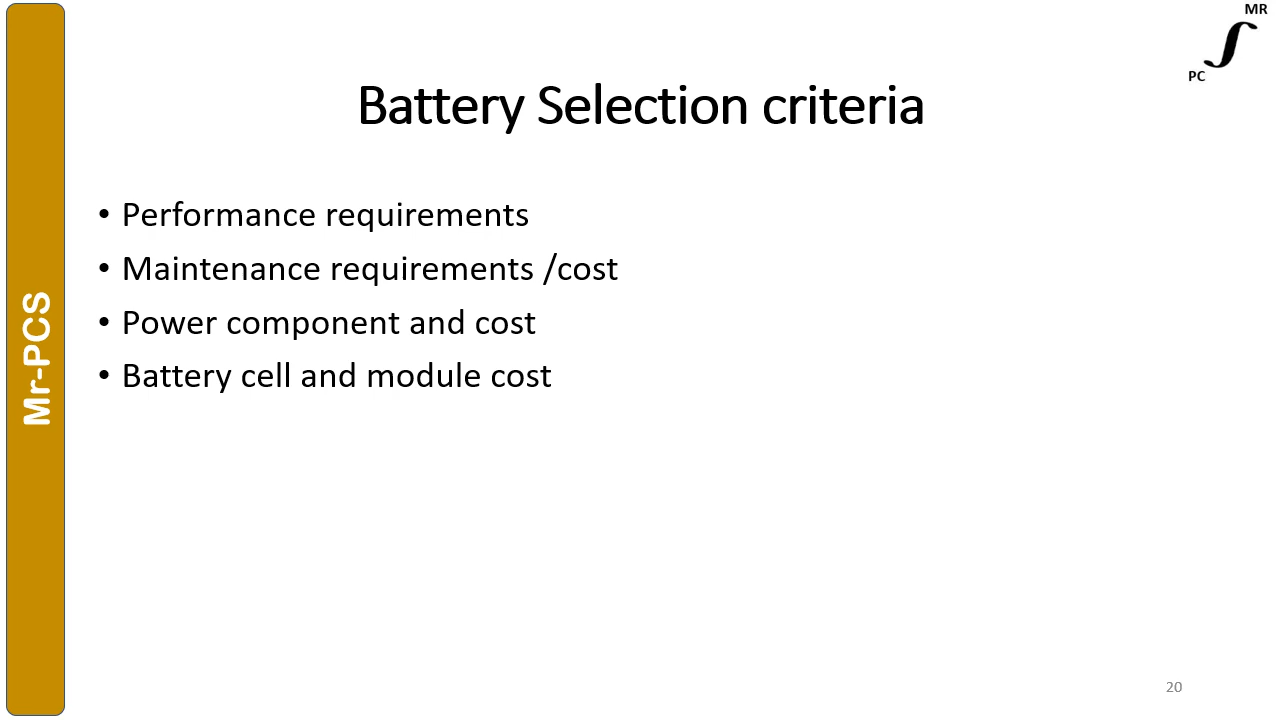 MR
PC
Battery Selection criteria
• Performance requirements
• Maintenance requirements /cost
• Power component and cost
• Battery cell and module cost
Mr-PCS
20